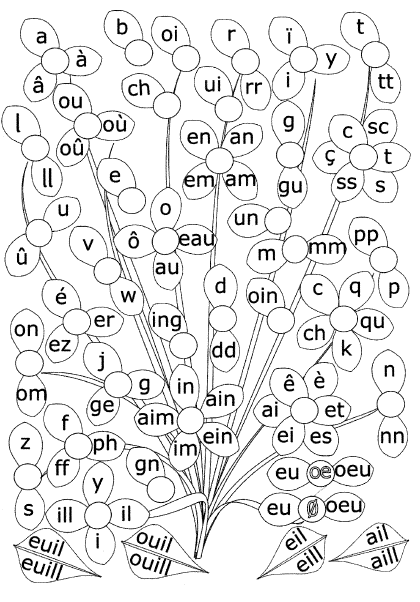 a â à
b
oi
r rr
ï i y
t tt
ch
ui
ou où oû
l ll
en an em am
g gu
c sc ç t ss s
e
u û
o ô eau au
un
m mm
pp p
v w
é er ez
ing
d dd
oin
c q ch qu k
on om
j g ge
in ain aim ein im
ê è ai et ei es
n nn
f ph ff
z s
gn
y ill il i
eu oe oeu
eu ø oeu
euil
euill
ouil
ouill
eil
eill
ail
aill